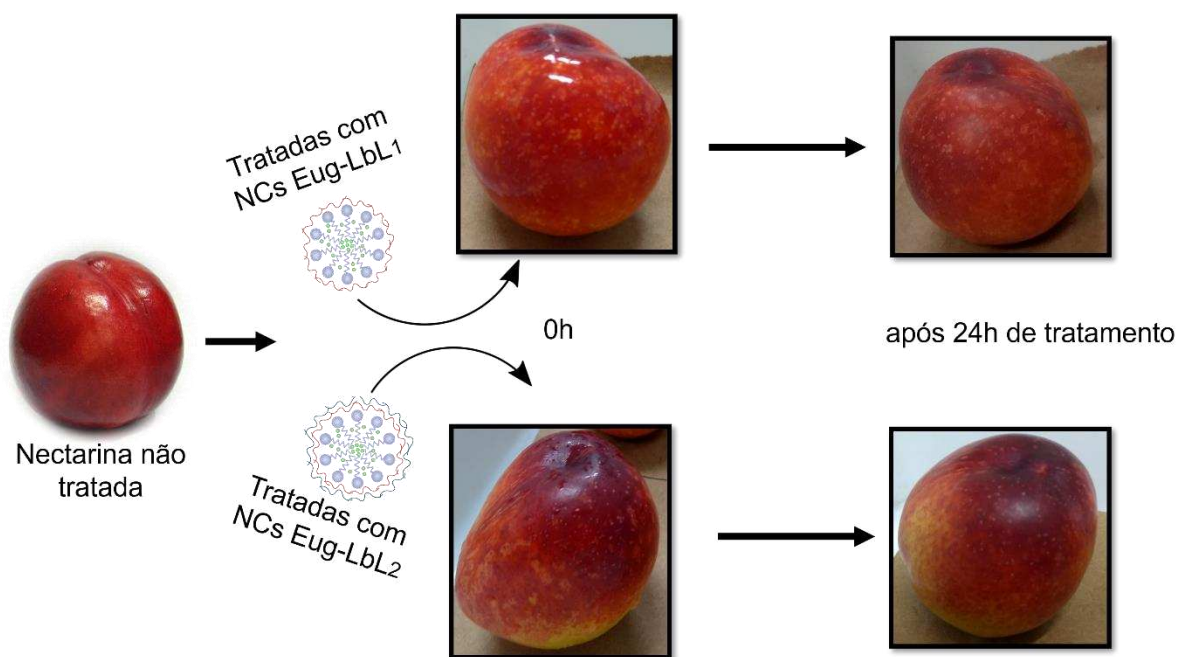 Tratadas com
NCs Eug-LbL1
Nectarina não
tratada
0h
após 24h de tratamento
Tratadas com
NCs Eug-LbL2